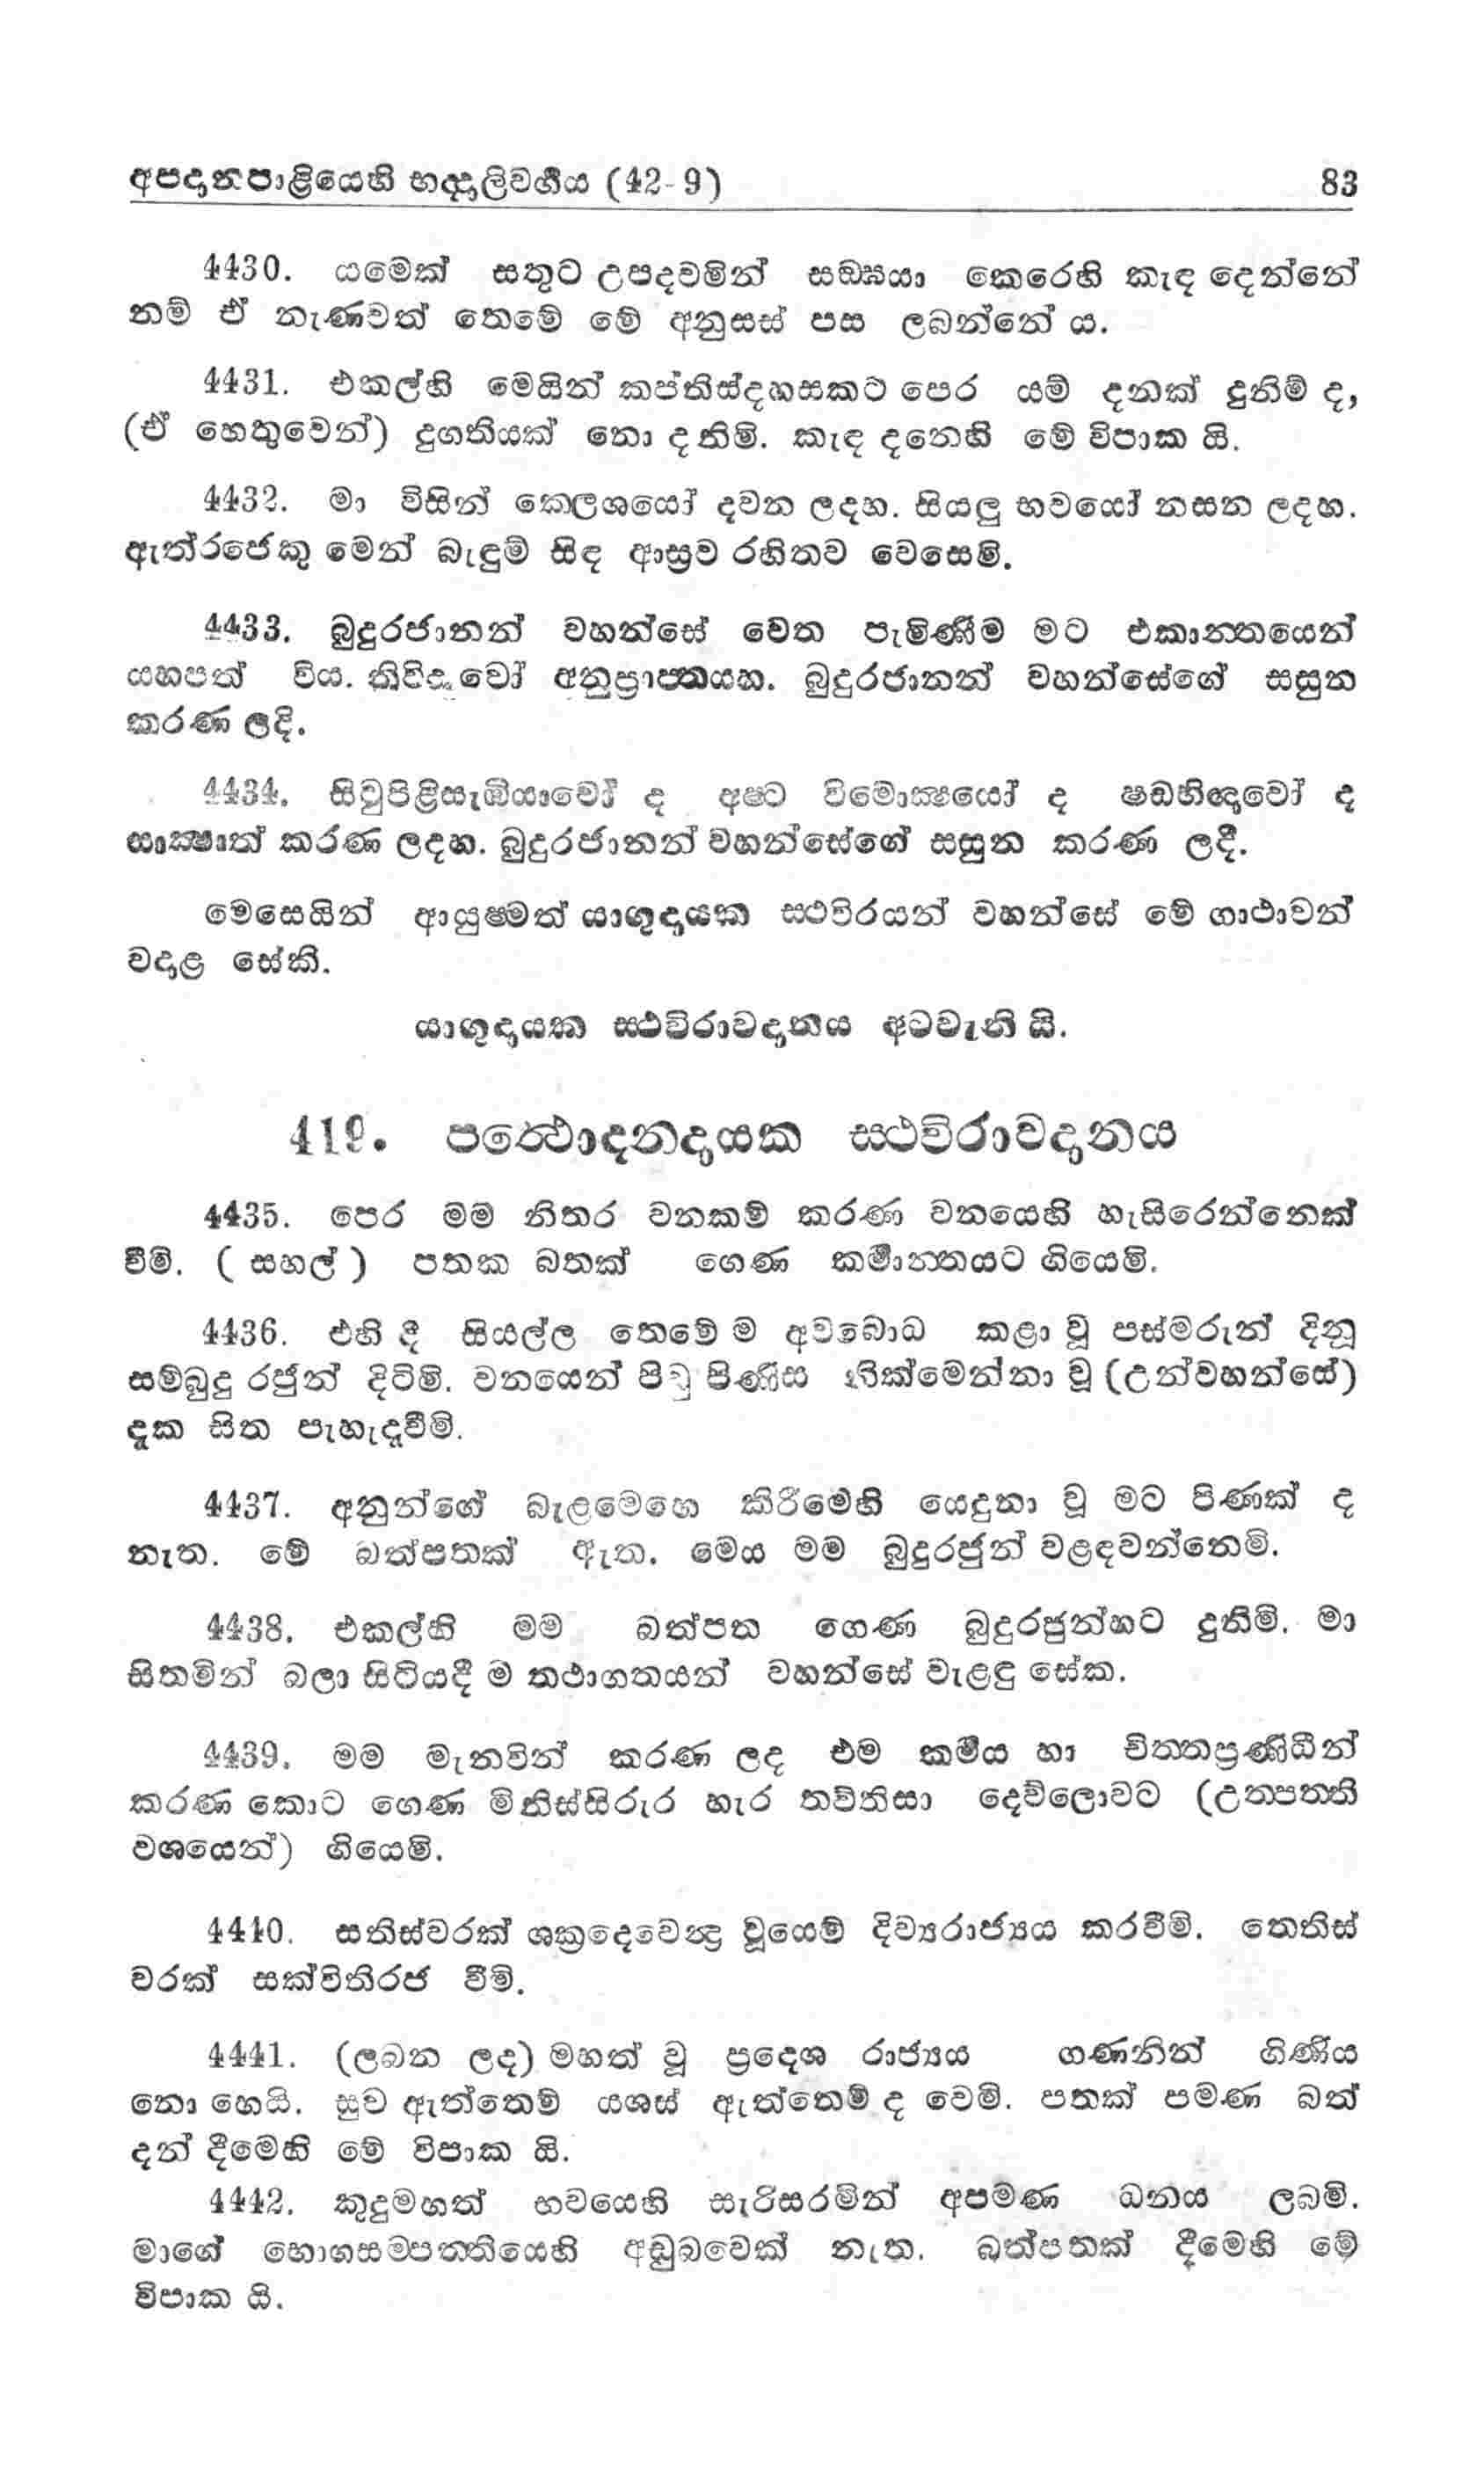 අපදානපාළියෙහි භද්දාලිවර්ගය (42-9) 83
4430. යමෙක් සතුට උපදවමින් සඞ්ඝයා කෙරෙහි කැඳ දෙන්නේ
නම් ඒ නැණවත් තෙමේ මේ අනුසස් පස ලබන්නේ ය.
4431. එකල්හි මෙයින් කප්තිස්දහසකට පෙර යම් දනක් දුනිම් ද,
(ඒ හෙතුවෙන්) දුගතියක් නො දනිමි. කැඳ දනෙහි මේ විපාක යි.
4432. මා විසින් කෙලශයෝ දවන ලදහ. සියලු භවයෝ නසන ලදහ.
ඇත්රජෙකු මෙන් බැඳුම් සිඳ ආස්‍රව රහිතව වෙසෙමි.
4433. බුදුරජානන් වහන්සේ වෙත පැමිණීම මට එකාන්තයෙන්
යහපත් විය. ත්‍රිවිද්‍යාවෝ අනුප්‍රාප්තයහ. බුදුරජානන් වහන්සේගේ සසුන
කරණ ලදි.
4434. සිවුපිළිසැඹියාවෝ ද අෂ්ට විමොක්‍ෂයෝ ද ෂඩභිඥාවෝ ද
සාක්‍ෂාත් කරණ ලදහ. බුදුරජානන් වහන්සේගේ සසුන කරණ ලදී.
මෙසෙයින් ආයුෂ්මත් යාගුදායක ස්ථවිරයන් වහන්සේ මේ ගාථාවන්
වදාළ සේකි.
යාගුදායක ස්ථවිරාවදානය අටවැනි යි.
419. පත්ථොදනදායක ස්ථවිරාවදානය
4435. පෙර මම නිතර වනකම් කරණ වනයෙහි හැසිරෙන්නෙක්
වීමි. ( සහල් ) පතක බතක් ගෙණ කර්මාන්තයට ගියෙමි.
4436. එහි දී සියල්ල තෙමේ ම අවබොධ කළා වූ පස්මරුන් දිනූ
සම්බුදු රජුන් දිටිමි. වනයෙන් පිඬු පිණිස නික්මෙන්නා වූ (උන්වහන්සේ)
දැක සිත පැහැදැවීමි.
4437. අනුන්ගේ බැළමෙහෙ කිරීමෙහි යෙදුනා වූ මට පිණක් ද
නැත. මේ බත්පතක් ඇත. මෙය මම බුදුරජුන් වළඳවන්නෙමි.
4438. එකල්හි මම බත්පත ගෙණ බුදුරජුන්හට දුනිමි. මා
සිතමින් බලා සිටියදී ම තථාගතයන් වහන්සේ වැළඳූ සේක.
4439. මම මැනවින් කරණ ලද එම කර්මය හා චිත්තප්‍රණිධීන්
කරණ කොට ගෙණ මිනිස්සිරුර හැර තව්තිසා දෙව්ලොවට (උත්පත්ති
වශයෙන්) ගියෙමි.
4440. සතිස්වරක් ශක්‍රදෙවෙන්ද්‍ර වූයෙම් දිව්‍යරාජ්‍යය කරවීමි. තෙතිස්
වරක් සක්විතිරජ වීමි.
4441. (ලබන ලද) මහත් වූ ප්‍රදෙශ රාජ්‍යය ගණනින් ගිණිය
නො හෙයි. සුව ඇත්තෙම් යශස් ඇත්තෙම් ද වෙමි. පතක් පමණ බත්
දන් දීමෙහි මේ විපාක යි.
4442. කුදුමහත් භවයෙහි සැරිසරමින් අපමණ ධනය ලබමි.
මාගේ භොගසම්පත්තියෙහි අඩුබවෙක් නැත. බත්පතක් දීමෙහි මේ
විපාක යි.